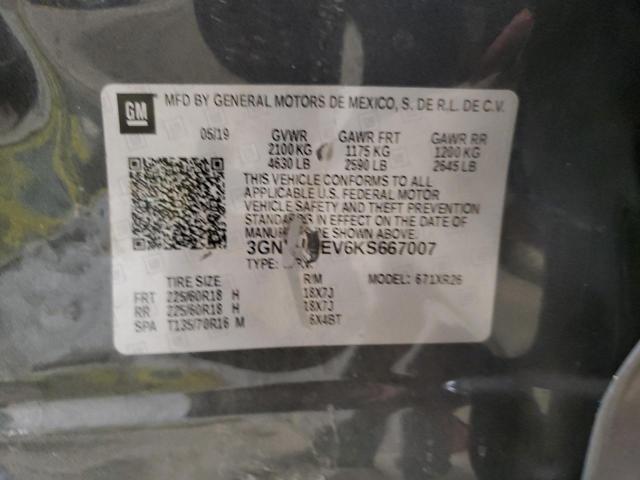 GM
MFD BY GENERAL MOTORS DE MEXICO, S. DE R.L. DE C.V.
05/19 GVWR GAWR FRT GAWR RR
2100 KG 1175 KG 1200 KG
4630 LB 2590 LB 2645 LB
THIS VEHICLE CONFORMS TO ALL
APPLICABLE U.S. FEDERAL MOTOR
VEHICLE SAFETY AND THEFT PREVENTION
STANDARDS IN EFFECT ON THE DATE OF
SHOWN ABOVE
EV6KS667007
TYPE: MODEL: 671XR26
TIRE SIZE RIM
FRT 225/60R18 H 18X7J
RR 225/60R18 H 18X7J
SPA T135/70R16 M 16X4BT